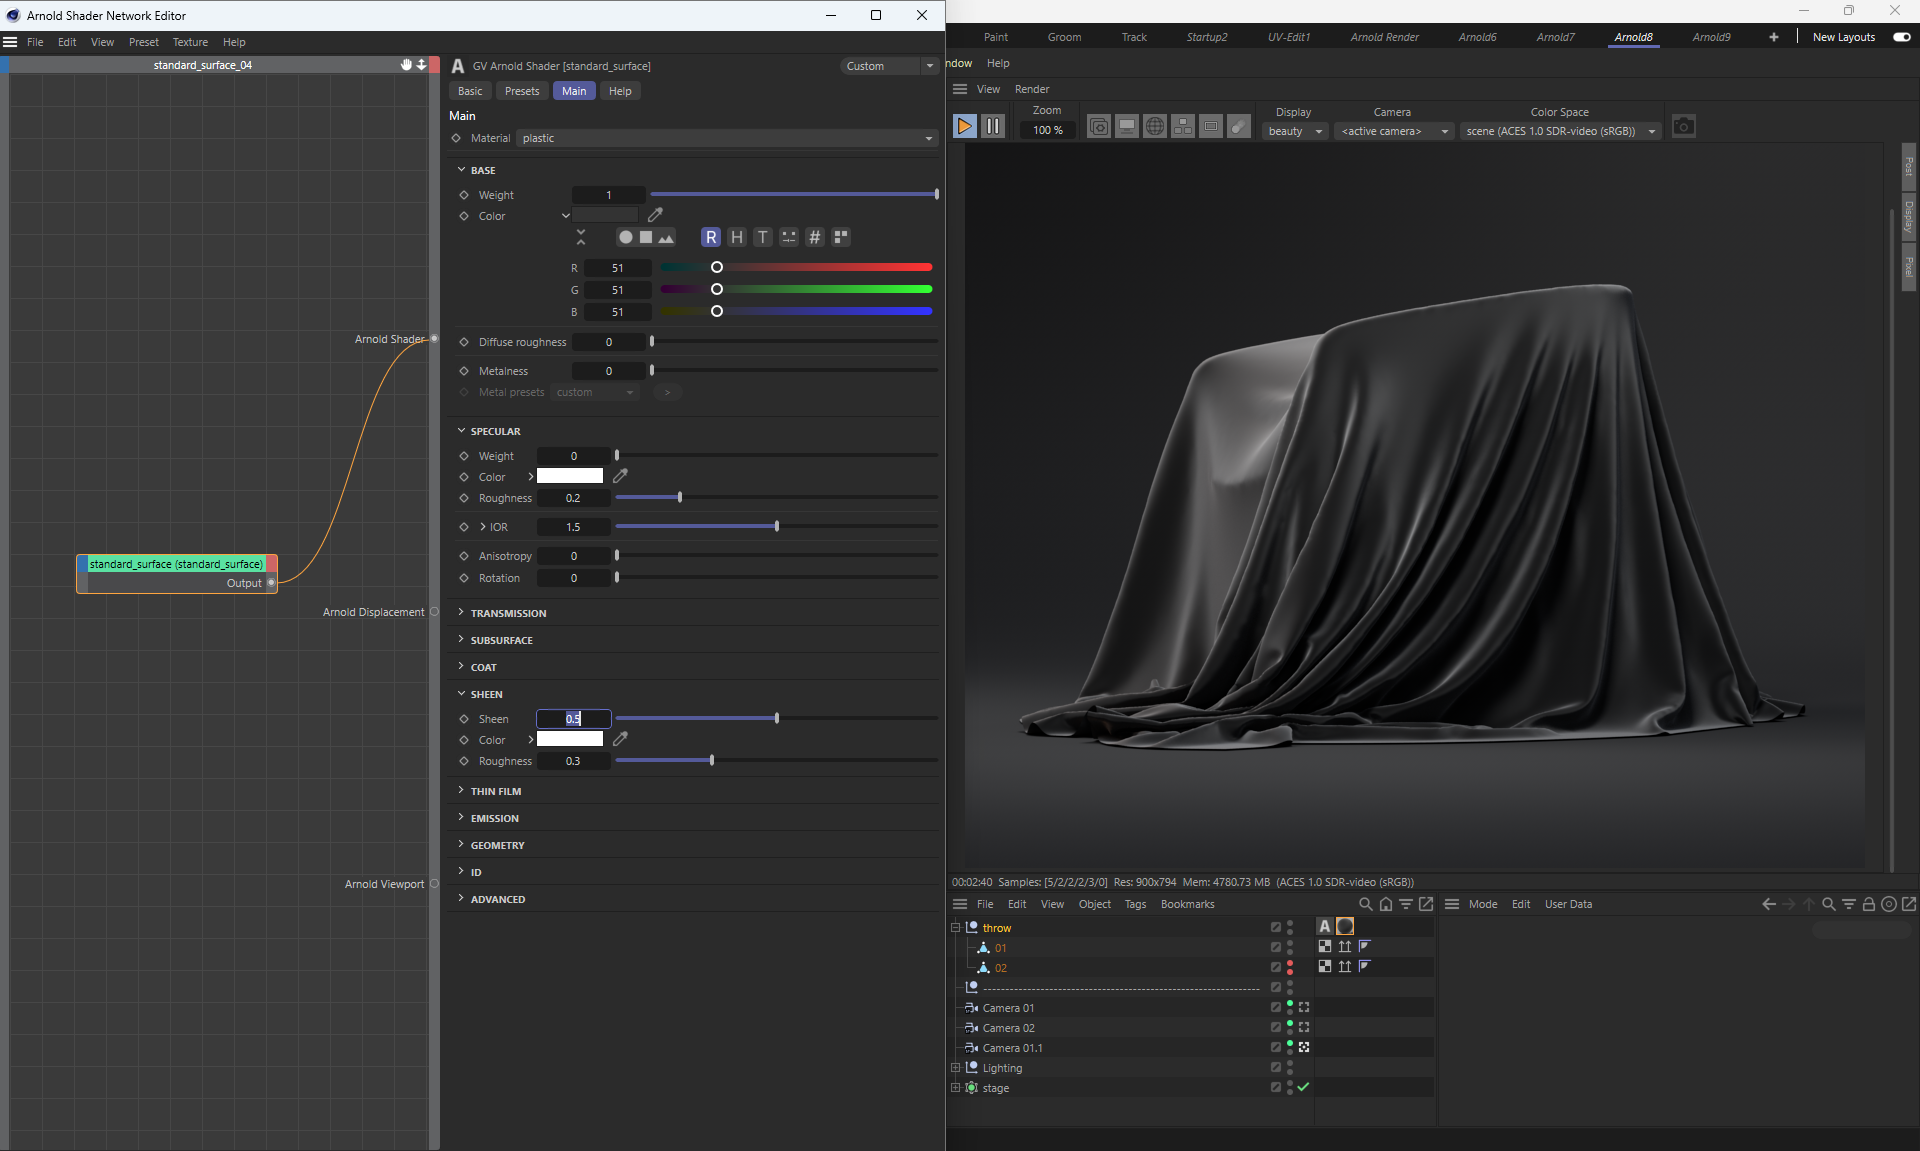 Arnold Shader Network Editor
File Edit View Preset Texture Help
standard_surface_04
Arnold Shader
standard_surface (standard_surface)
Output
Arnold Displacement
Arnold Viewport
A GV Arnold Shader [standard_surface]
Custom
Basic Presets Main Help
Main
Material plastic
BASE
Weight 1
Color
R H T #
R 51
G 51
B 51
Diffuse roughness 0
Metalness 0
Metal presets custom >
SPECULAR
Weight 0
Color
Roughness 0.2
IOR 1.5
Anisotropy 0
Rotation 0
TRANSMISSION
SUBSURFACE
COAT
SHEEN
Sheen 0.5
Color
Roughness 0.3
THIN FILM
EMISSION
GEOMETRY
ID
ADVANCED
Paint Groom Track Startup2 UV-Edit1 Arnold Render Arnold6 Arnold7 Arnold8 Arnold9 + New Layouts
ndow Help
View Render
Zoom
100 %
Display
beauty
Camera
<active camera>
Color Space
scene (ACES 1.0 SDR-video (sRGB))
Post
Display
Pixel
00:02:40 Samples: [5/2/2/2/3/0] Res: 900x794 Mem: 4780.73 MB (ACES 1.0 SDR-video (sRGB))
File Edit View Object Tags Bookmarks
Mode Edit User Data
throw A
01
02
Camera 01
Camera 02
Camera 01.1
Lighting
stage